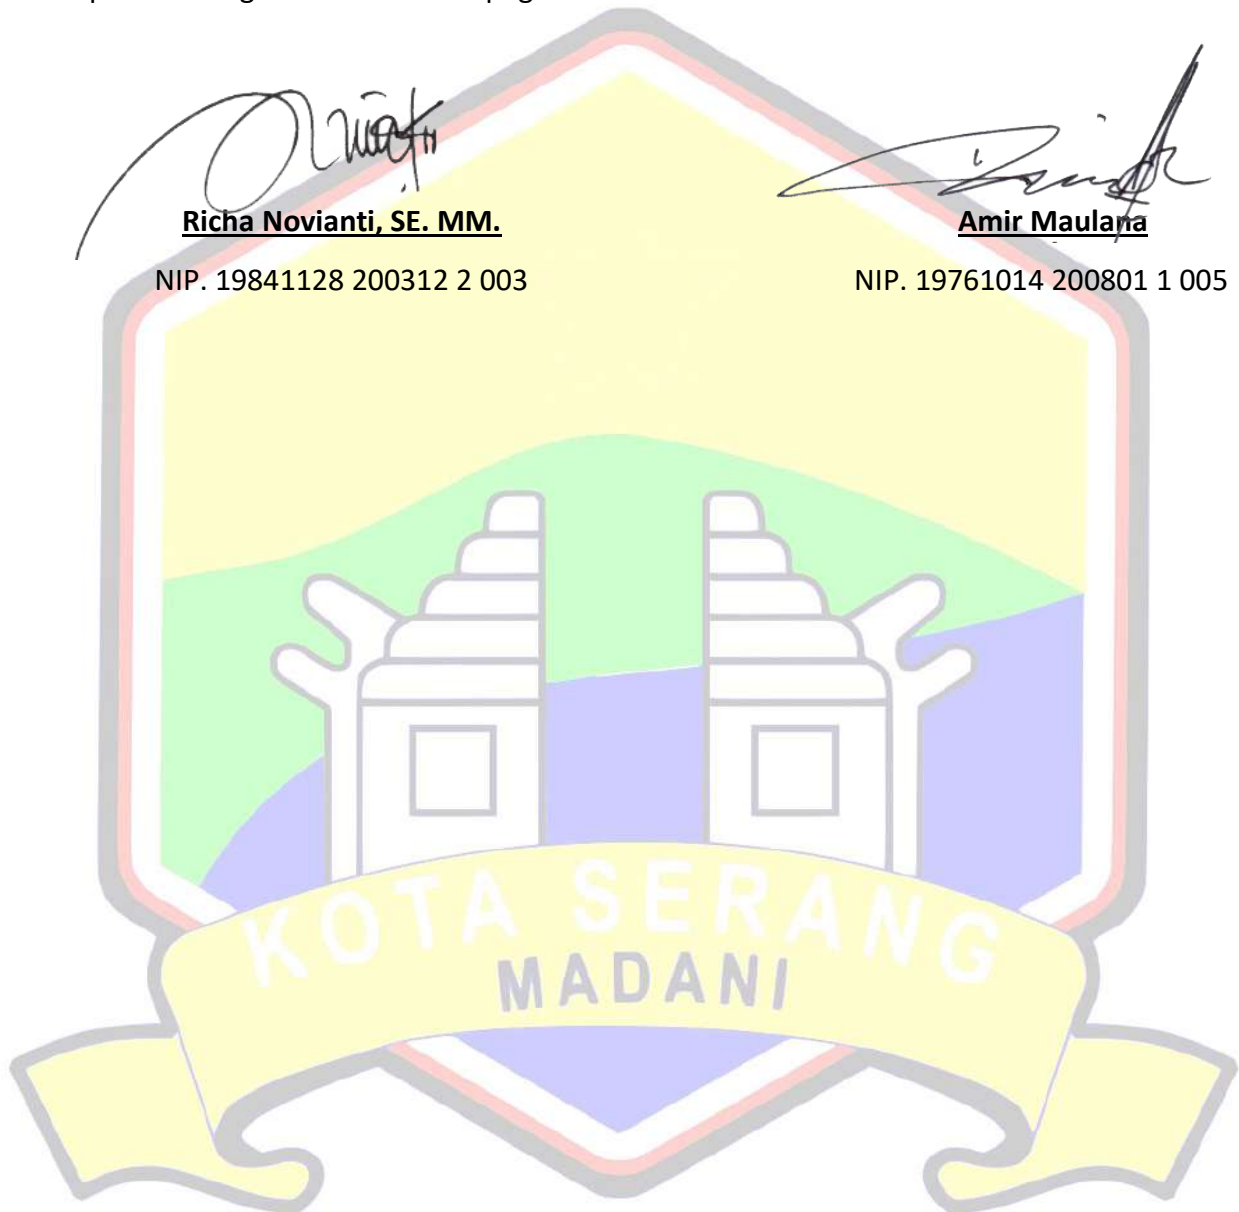 Richa Novianti, SE. MM. Amir Maulana
NIP. 19841128 200312 2 003 NIP. 19761014 200801 1 005
KOTA SERANG
MADANI